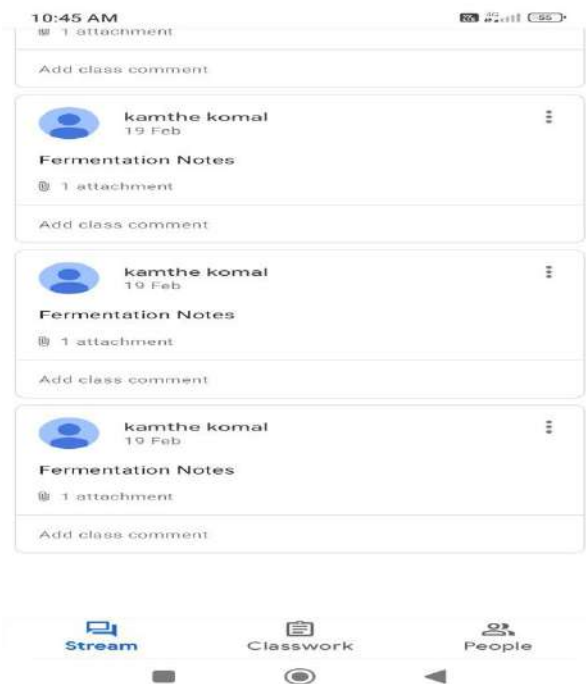 10:45 AM 4G 55
1 attachment
Add class comment
kamthe komal
19 Feb
Fermentation Notes
1 attachment
Add class comment
kamthe komal
19 Feb
Fermentation Notes
1 attachment
Add class comment
kamthe komal
19 Feb
Fermentation Notes
1 attachment
Add class comment
Stream Classwork People